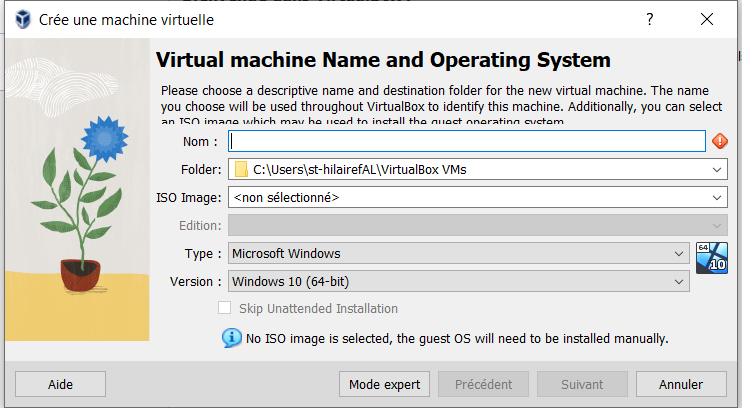 Crée une machine virtuelle
Virtual machine Name and Operating System
Please choose a descriptive name and destination folder for the new virtual machine. The name
you choose will be used throughout VirtualBox to identify this machine. Additionally, you can select
an ISO image which may be used to install the guest operating system.
Nom :
Folder: C:\Users\st-hilairefAL\VirtualBox VMs
ISO Image: <non sélectionné>
Edition:
Type : Microsoft Windows
64
10
Version : Windows 10 (64-bit)
Skip Unattended Installation
No ISO image is selected, the guest OS will need to be installed manually.
Aide Mode expert Précédent Suivant Annuler